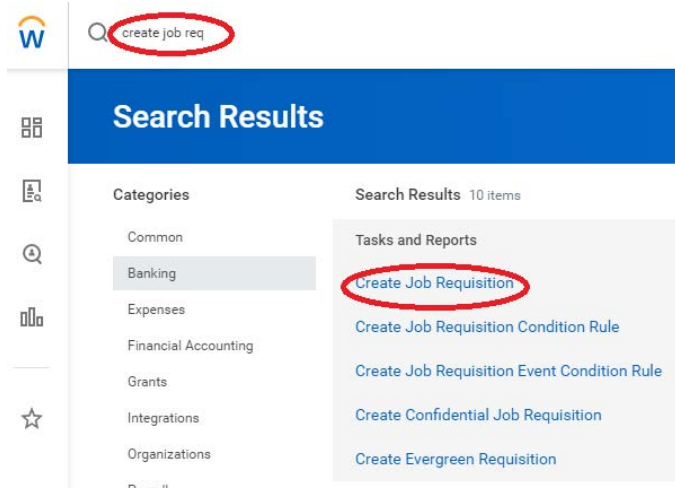 create job req
Search Results
Categories
Common
Banking
Expenses
Financial Accounting
Grants
Integrations
Organizations
Search Results 10 items
Tasks and Reports
Create Job Requisition
Create Job Requisition Condition Rule
Create Job Requisition Event Condition Rule
Create Confidential Job Requisition
Create Evergreen Requisition